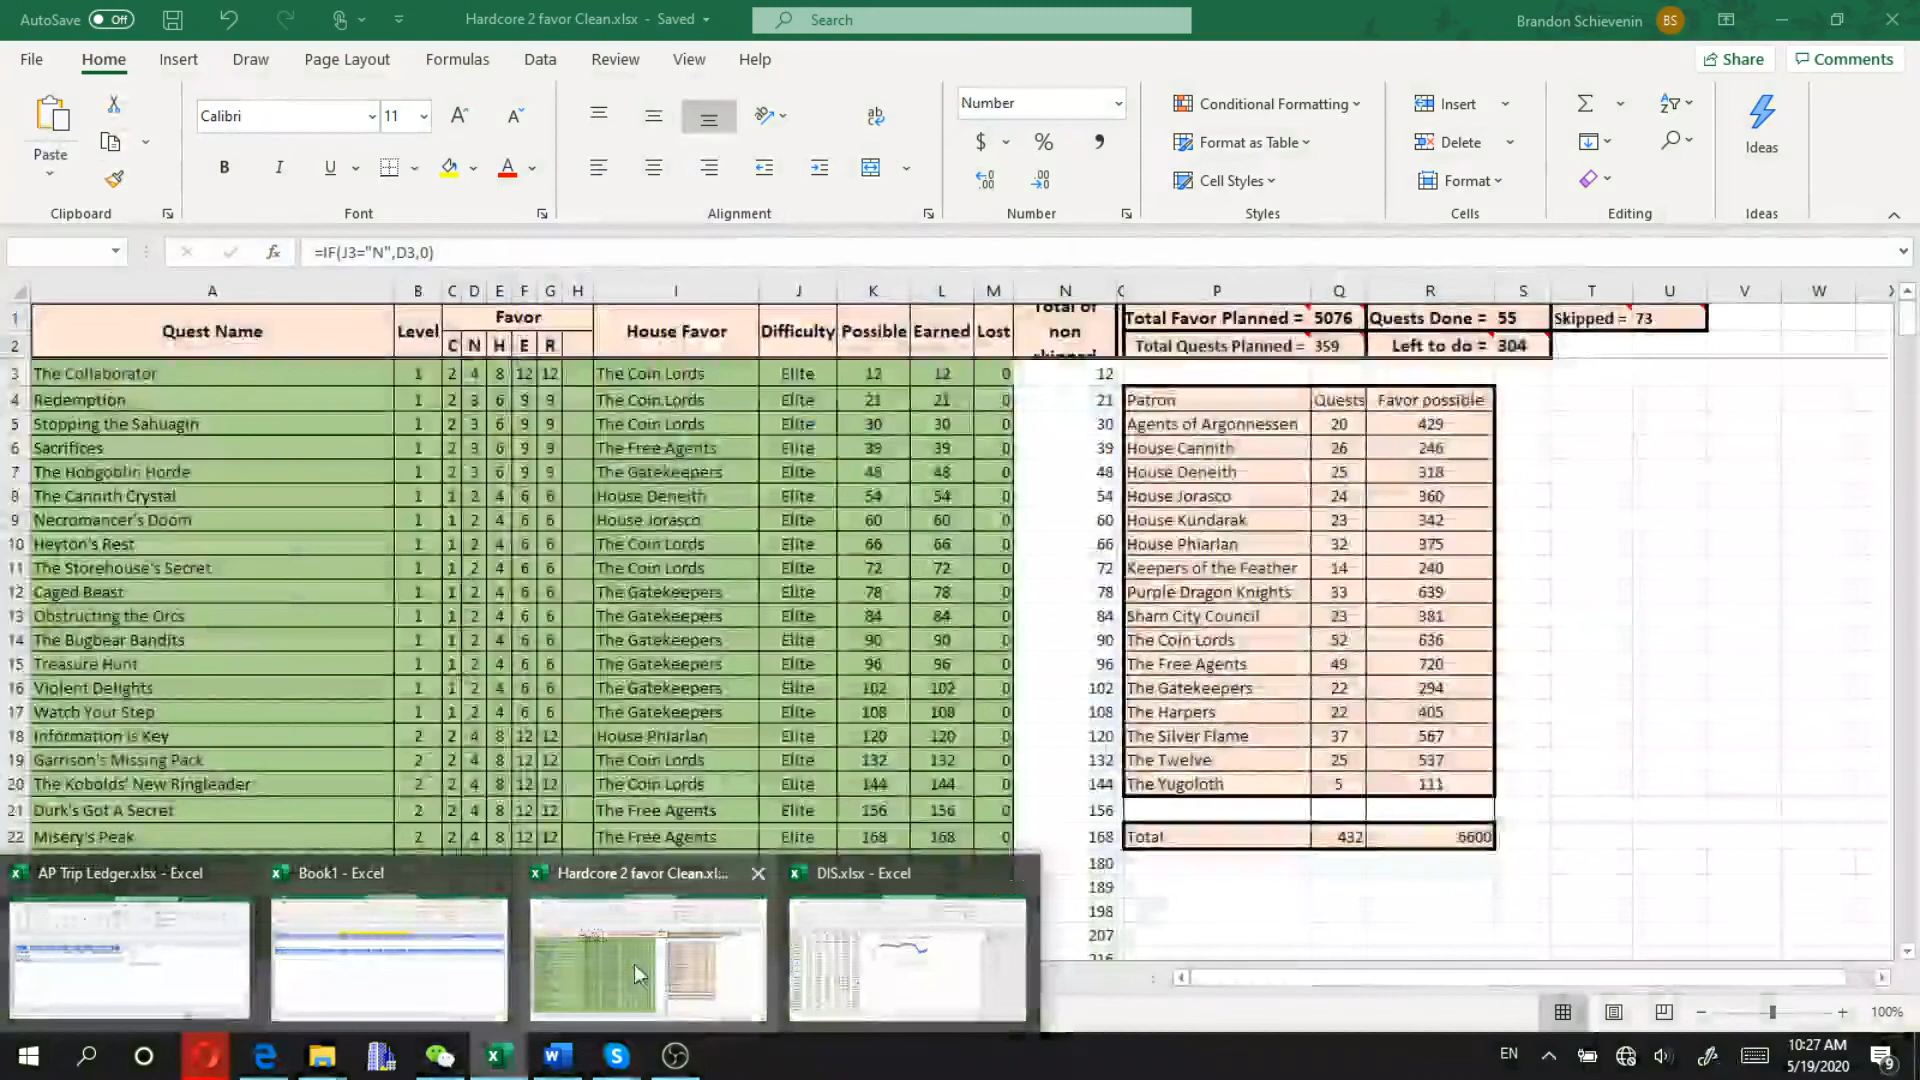 AutoSave Off Hardcore 2 favor Clean.xlsx - Saved Search Brandon Schievenin BS
File Home Insert Draw Page Layout Formulas Data Review View Help Share Comments
Paste Calibri 11 Number Conditional Formatting Insert Ideas
B I U $ % Format as Table Delete
Cell Styles Format
Clipboard Font Alignment Number Styles Cells Editing Ideas
=IF(J3="N",D3,0)
A B C D E F G H I J K L M N P Q R S T U V W
1 Quest Name Level Favor House Favor Difficulty Possible Earned Lost Total of non Total Favor Planned = 5076 Quests Done = 55 Skipped = 73
2 C N H E R Total Quests Planned = 359 Left to do = 304
3 The Collaborator 1 2 4 8 12 12 The Coin Lords Elite 12 12 0 12
4 Redemption 1 2 3 6 9 9 The Coin Lords Elite 21 21 0 21 Patron Quests Favor possible
5 Stopping the Sahuagin 1 2 3 6 9 9 The Coin Lords Elite 30 30 0 30 Agents of Argonnessen 20 429
6 Sacrifices 1 2 3 6 9 9 The Free Agents Elite 39 39 0 39 House Cannith 26 246
7 The Hobgoblin Horde 1 2 3 6 9 9 The Gatekeepers Elite 48 48 0 48 House Deneith 25 318
8 The Cannith Crystal 1 1 2 4 6 6 House Deneith Elite 54 54 0 54 House Jorasco 24 360
9 Necromancer's Doom 1 1 2 4 6 6 House Jorasco Elite 60 60 0 60 House Kundarak 23 342
10 Heyton's Rest 1 1 2 4 6 6 The Coin Lords Elite 66 66 0 66 House Phiarlan 32 375
11 The Storehouse's Secret 1 1 2 4 6 6 The Coin Lords Elite 72 72 0 72 Keepers of the Feather 14 240
12 Caged Beast 1 1 2 4 6 6 The Gatekeepers Elite 78 78 0 78 Purple Dragon Knights 33 639
13 Obstructing the Orcs 1 1 2 4 6 6 The Gatekeepers Elite 84 84 0 84 Sharn City Council 23 381
14 The Bugbear Bandits 1 1 2 4 6 6 The Gatekeepers Elite 90 90 0 90 The Coin Lords 52 636
15 Treasure Hunt 1 1 2 4 6 6 The Gatekeepers Elite 96 96 0 96 The Free Agents 49 720
16 Violent Delights 1 1 2 4 6 6 The Gatekeepers Elite 102 102 0 102 The Gatekeepers 22 294
17 Watch Your Step 1 1 2 4 6 6 The Gatekeepers Elite 108 108 0 108 The Harpers 22 405
18 Information is Key 2 2 4 8 12 12 House Phiarlan Elite 120 120 0 120 The Silver Flame 37 567
19 Garrison's Missing Pack 2 2 4 8 12 12 The Coin Lords Elite 132 132 0 132 The Twelve 25 537
20 The Kobolds' New Ringleader 2 2 4 8 12 12 The Coin Lords Elite 144 144 0 144 The Yugoloth 5 111
21 Durk's Got A Secret 2 2 4 8 12 12 The Free Agents Elite 156 156 0 156
22 Misery's Peak 2 2 4 8 12 12 The Free Agents Elite 168 168 0 168 Total 432 6600
180
AP Trip Ledger.xlsx - Excel Book1 - Excel Hardcore 2 favor Clean.xl... DIS.xlsx - Excel
189
198
207
216
100%
EN 10:27 AM
5/19/2020 9